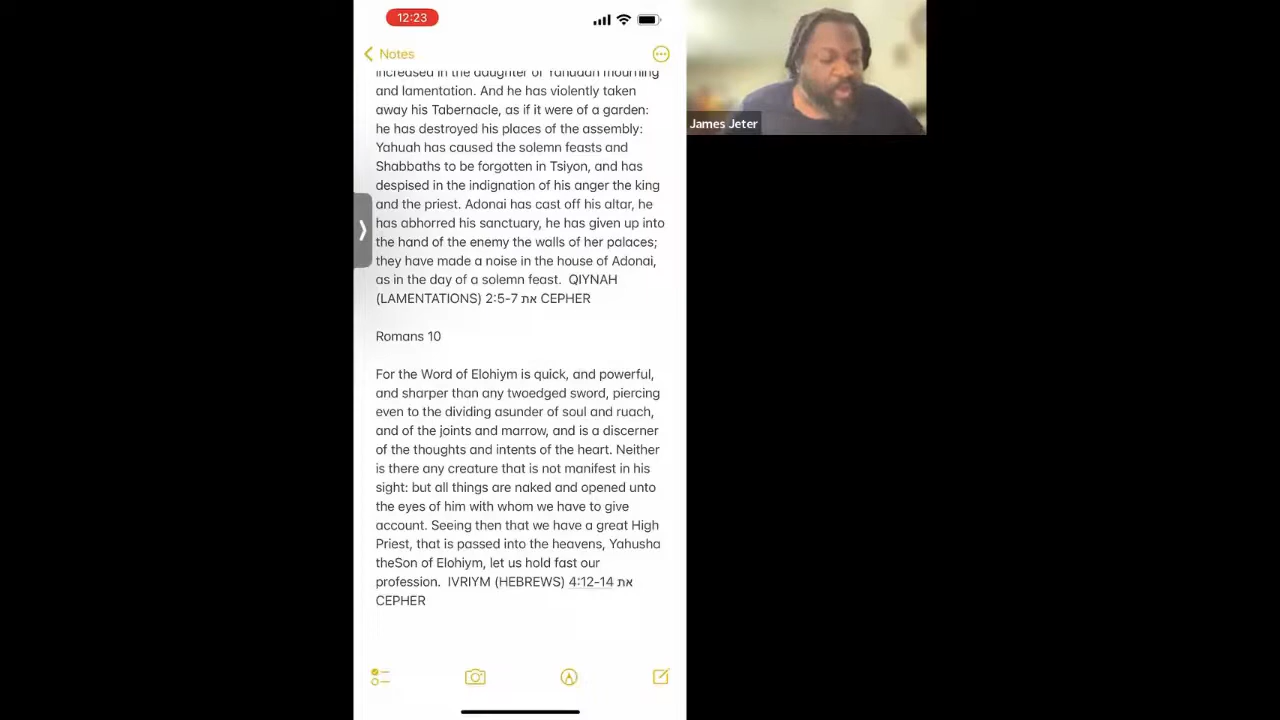 12:23
Notes
increased in the daughter of Yahudah mourning
and lamentation. And he has violently taken
away his Tabernacle, as if it were of a garden:
he has destroyed his places of the assembly:
Yahuah has caused the solemn feasts and
Shabbaths to be forgotten in Tsiyon, and has
despised in the indignation of his anger the king
and the priest. Adonai has cast off his altar, he
has abhorred his sanctuary, he has given up into
the hand of the enemy the walls of her palaces;
they have made a noise in the house of Adonai,
as in the day of a solemn feast.  QIYNAH
(LAMENTATIONS) 2:5-7 את CEPHER
Romans 10
For the Word of Elohiym is quick, and powerful,
and sharper than any twoedged sword, piercing
even to the dividing asunder of soul and ruach,
and of the joints and marrow, and is a discerner
of the thoughts and intents of the heart. Neither
is there any creature that is not manifest in his
sight: but all things are naked and opened unto
the eyes of him with whom we have to give
account. Seeing then that we have a great High
Priest, that is passed into the heavens, Yahusha
theSon of Elohiym, let us hold fast our
profession.  IVRIYM (HEBREWS) 4:12-14 את
CEPHER
James Jeter